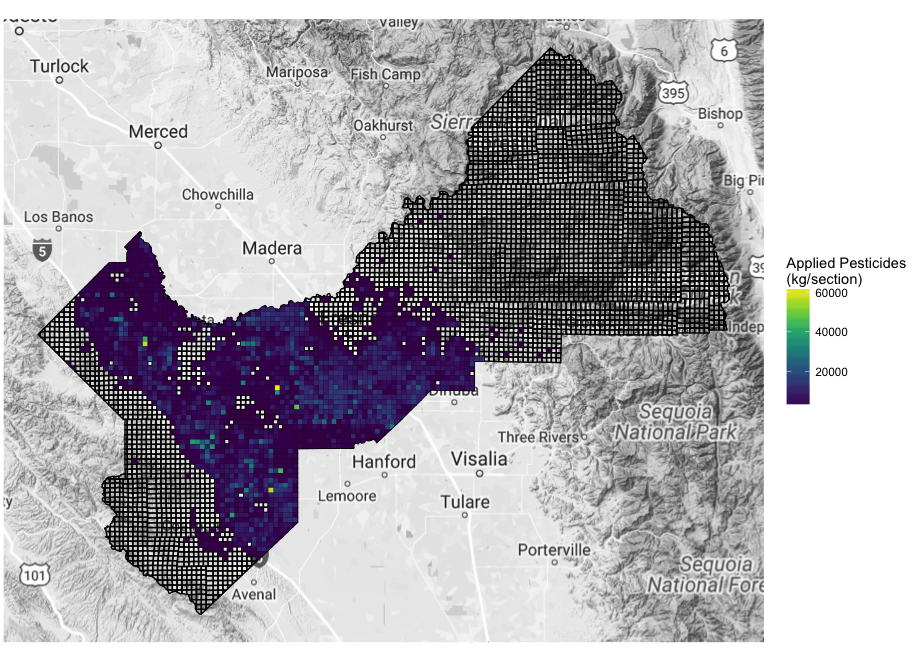 Valley
Turlock
Mariposa
Fish Camp
6
395
Bishop
Merced
Oakhurst
Sierra
Chowchilla
Big Pin
Los Banos
5
Madera
Applied Pesticides
(kg/section)
60000
40000
20000
39
Indep
Dinuba
Sequoia
National Park
Three Rivers
Hanford
Visalia
Lemoore
Tulare
Porterville
Sequoia
National Fore
101
Avenal